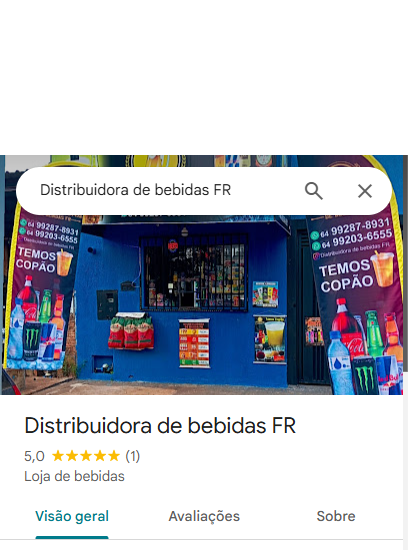 Distribuidora de bebidas FR
64 99287-8931
64 99203-6555
Distribuidora de bebidas FR
TEMOS
COPÃO
64 99287-8931
64 99203-6555
Distribuidora de bebidas FR
TEMOS
COPÃO
Distribuidora de bebidas FR
5,0 ★★★★★ (1)
Loja de bebidas
Visão geral
Avaliações
Sobre